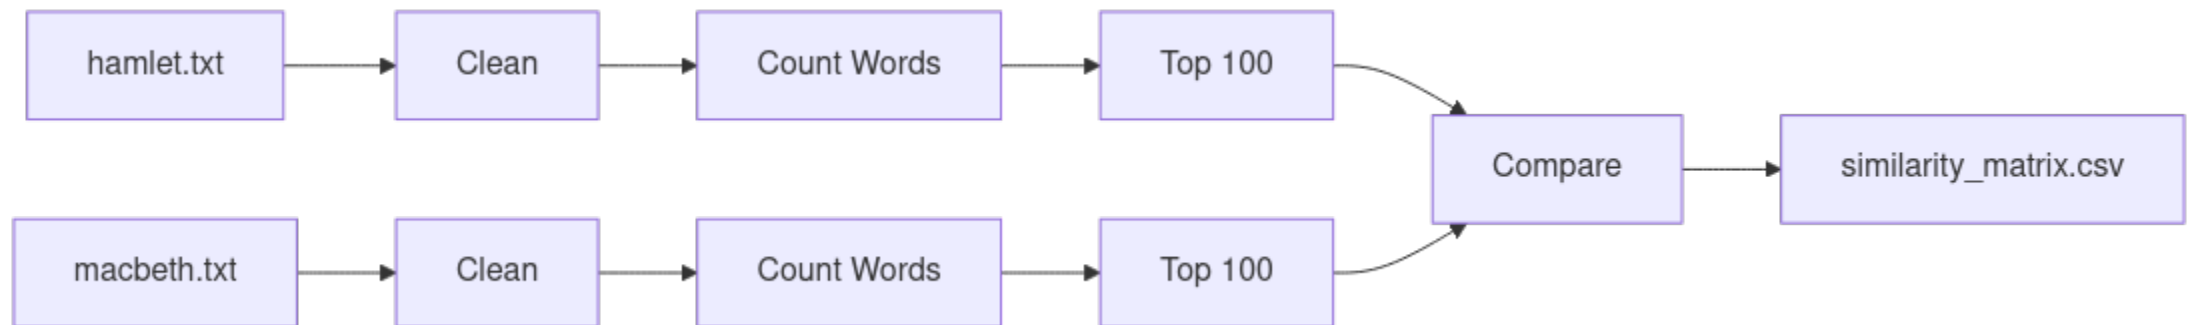 hamlet.txt
Clean
Count Words
Top 100
Compare
similarity_matrix.csv
macbeth.txt
Clean
Count Words
Top 100